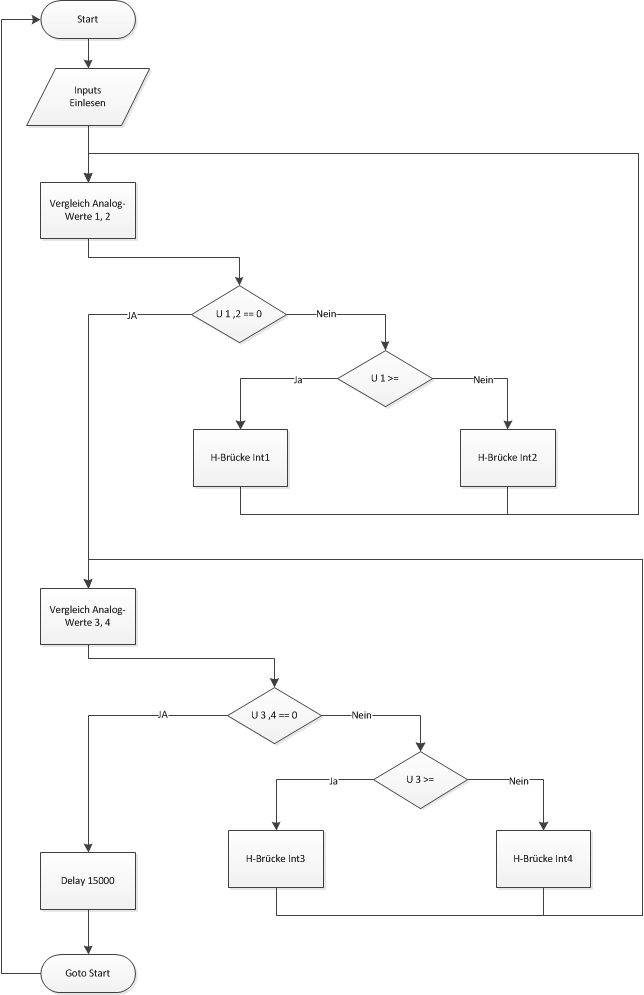 Start
Inputs
Einlesen
Vergleich Analog-
Werte 1, 2
U 1 ,2 == 0
JA
Nein
U 1 >=
Ja
Nein
H-Brücke Int1
H-Brücke Int2
Vergleich Analog-
Werte 3, 4
U 3 ,4 == 0
JA
Nein
U 3 >=
Ja
Nein
H-Brücke Int3
H-Brücke Int4
Delay 15000
Goto Start